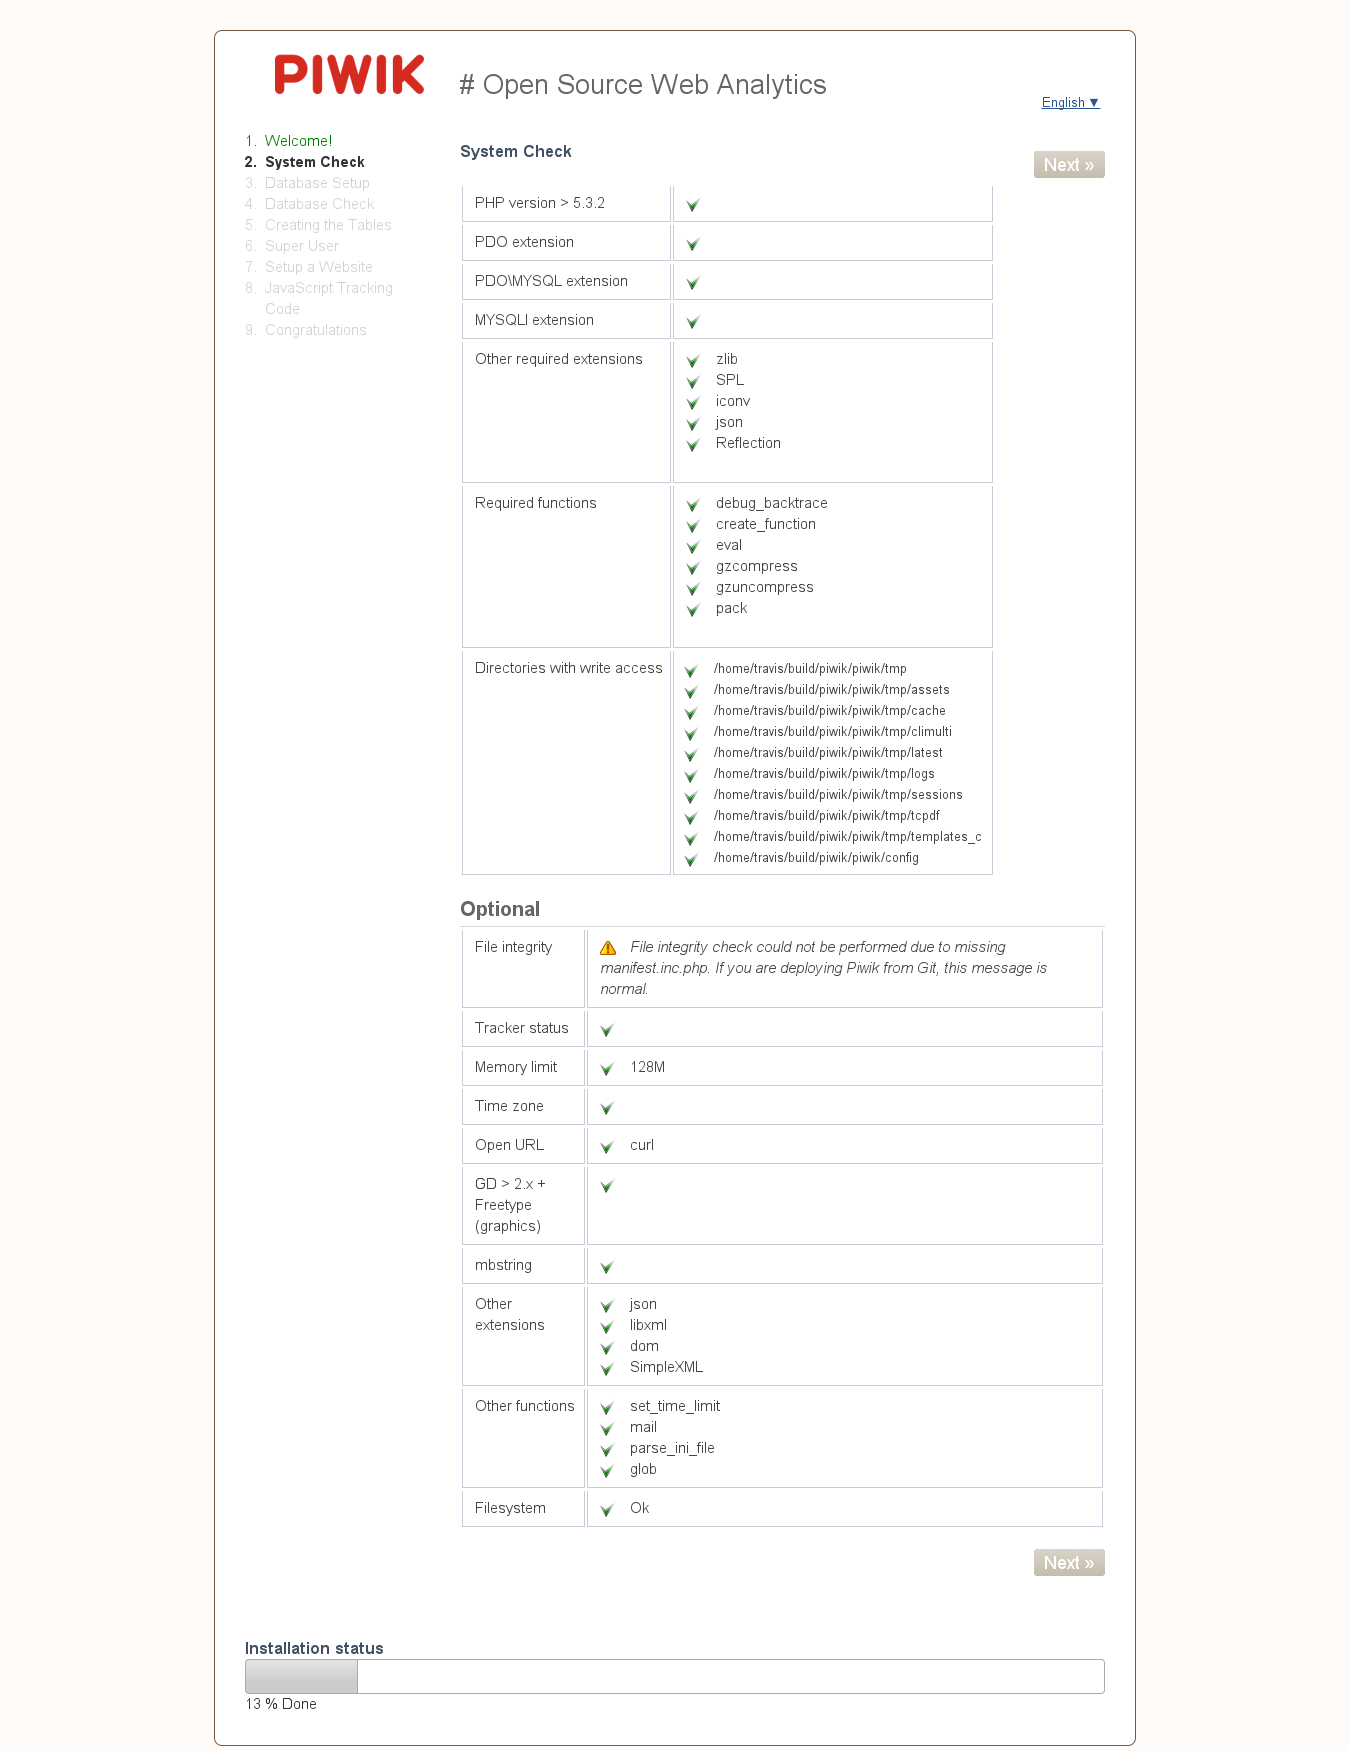 PIWIK
# Open Source Web Analytics
English ▼
1. Welcome!
2. System Check
3. Database Setup
4. Database Check
5. Creating the Tables
6. Super User
7. Setup a Website
8. JavaScript Tracking
Code
9. Congratulations
System Check
Next »
PHP version > 5.3.2
PDO extension
PDO\MYSQL extension
MYSQLI extension
Other required extensions
zlib
SPL
iconv
json
Reflection
Required functions
debug_backtrace
create_function
eval
gzcompress
gzuncompress
pack
Directories with write access
/home/travis/build/piwik/piwik/tmp
/home/travis/build/piwik/piwik/tmp/assets
/home/travis/build/piwik/piwik/tmp/cache
/home/travis/build/piwik/piwik/tmp/climulti
/home/travis/build/piwik/piwik/tmp/latest
/home/travis/build/piwik/piwik/tmp/logs
/home/travis/build/piwik/piwik/tmp/sessions
/home/travis/build/piwik/piwik/tmp/tcpdf
/home/travis/build/piwik/piwik/tmp/templates_c
/home/travis/build/piwik/piwik/config
Optional
File integrity
File integrity check could not be performed due to missing
manifest.inc.php. If you are deploying Piwik from Git, this message is
normal.
Tracker status
Memory limit
128M
Time zone
Open URL
curl
GD > 2.x +
Freetype
(graphics)
mbstring
Other
extensions
json
libxml
dom
SimpleXML
Other functions
set_time_limit
mail
parse_ini_file
glob
Filesystem
Ok
Next »
Installation status
13 % Done